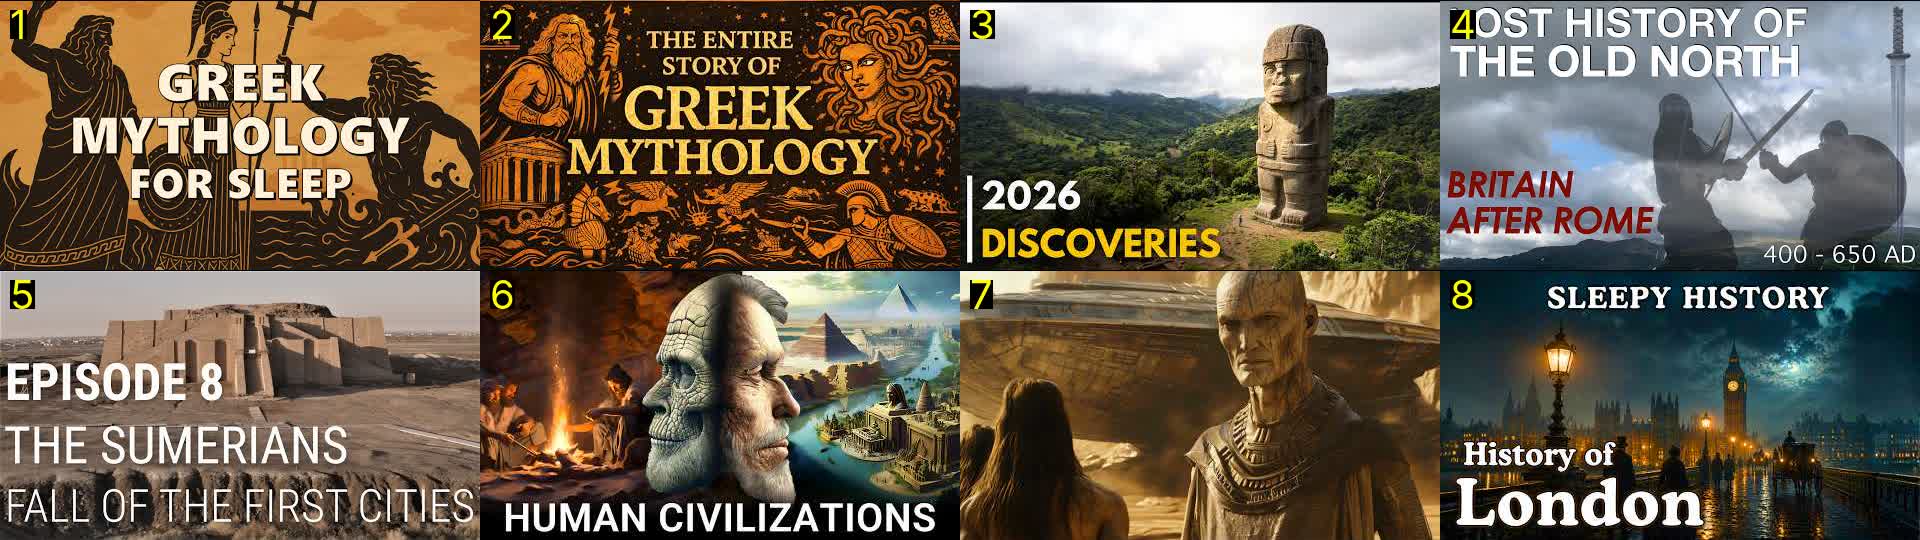 1
GREEK
MYTHOLOGY
FOR SLEEP
2
THE ENTIRE
STORY OF
GREEK
MYTHOLOGY
3
2026
DISCOVERIES
4
OST HISTORY OF
THE OLD NORTH
BRITAIN
AFTER ROME
400 - 650 AD
5
EPISODE 8
THE SUMERIANS
FALL OF THE FIRST CITIES
6
HUMAN CIVILIZATIONS
7
8
SLEEPY HISTORY
History of
London